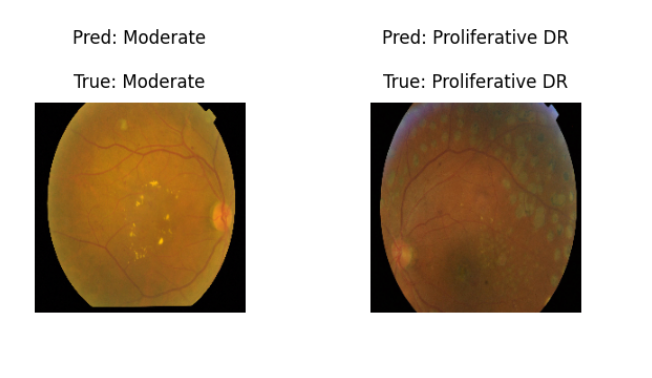 Pred: Moderate
True: Moderate
Pred: Proliferative DR
True: Proliferative DR